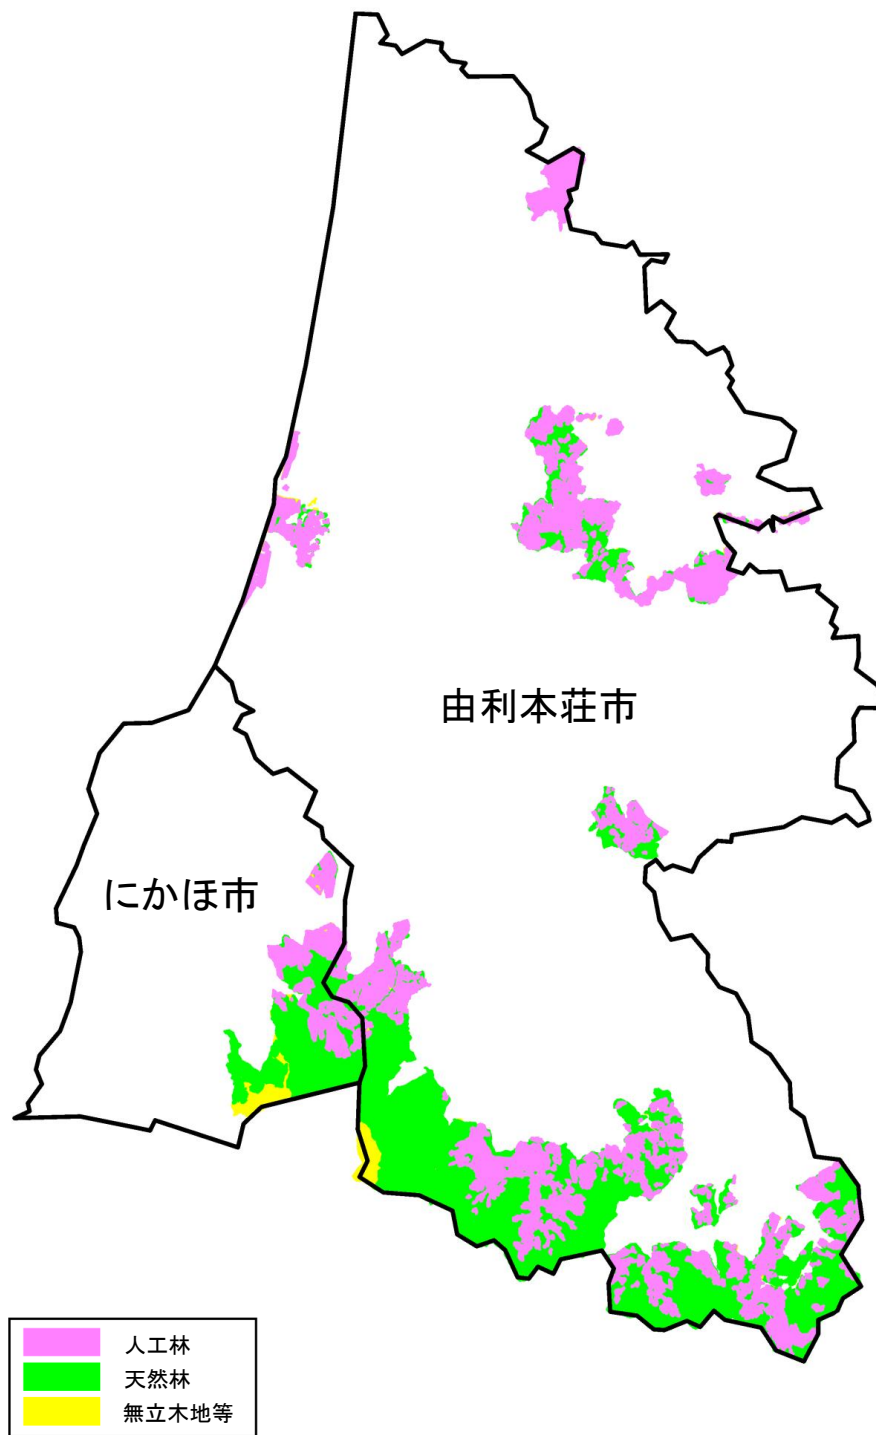 由利本荘市
にかほ市
人工林
天然林
無立木地等